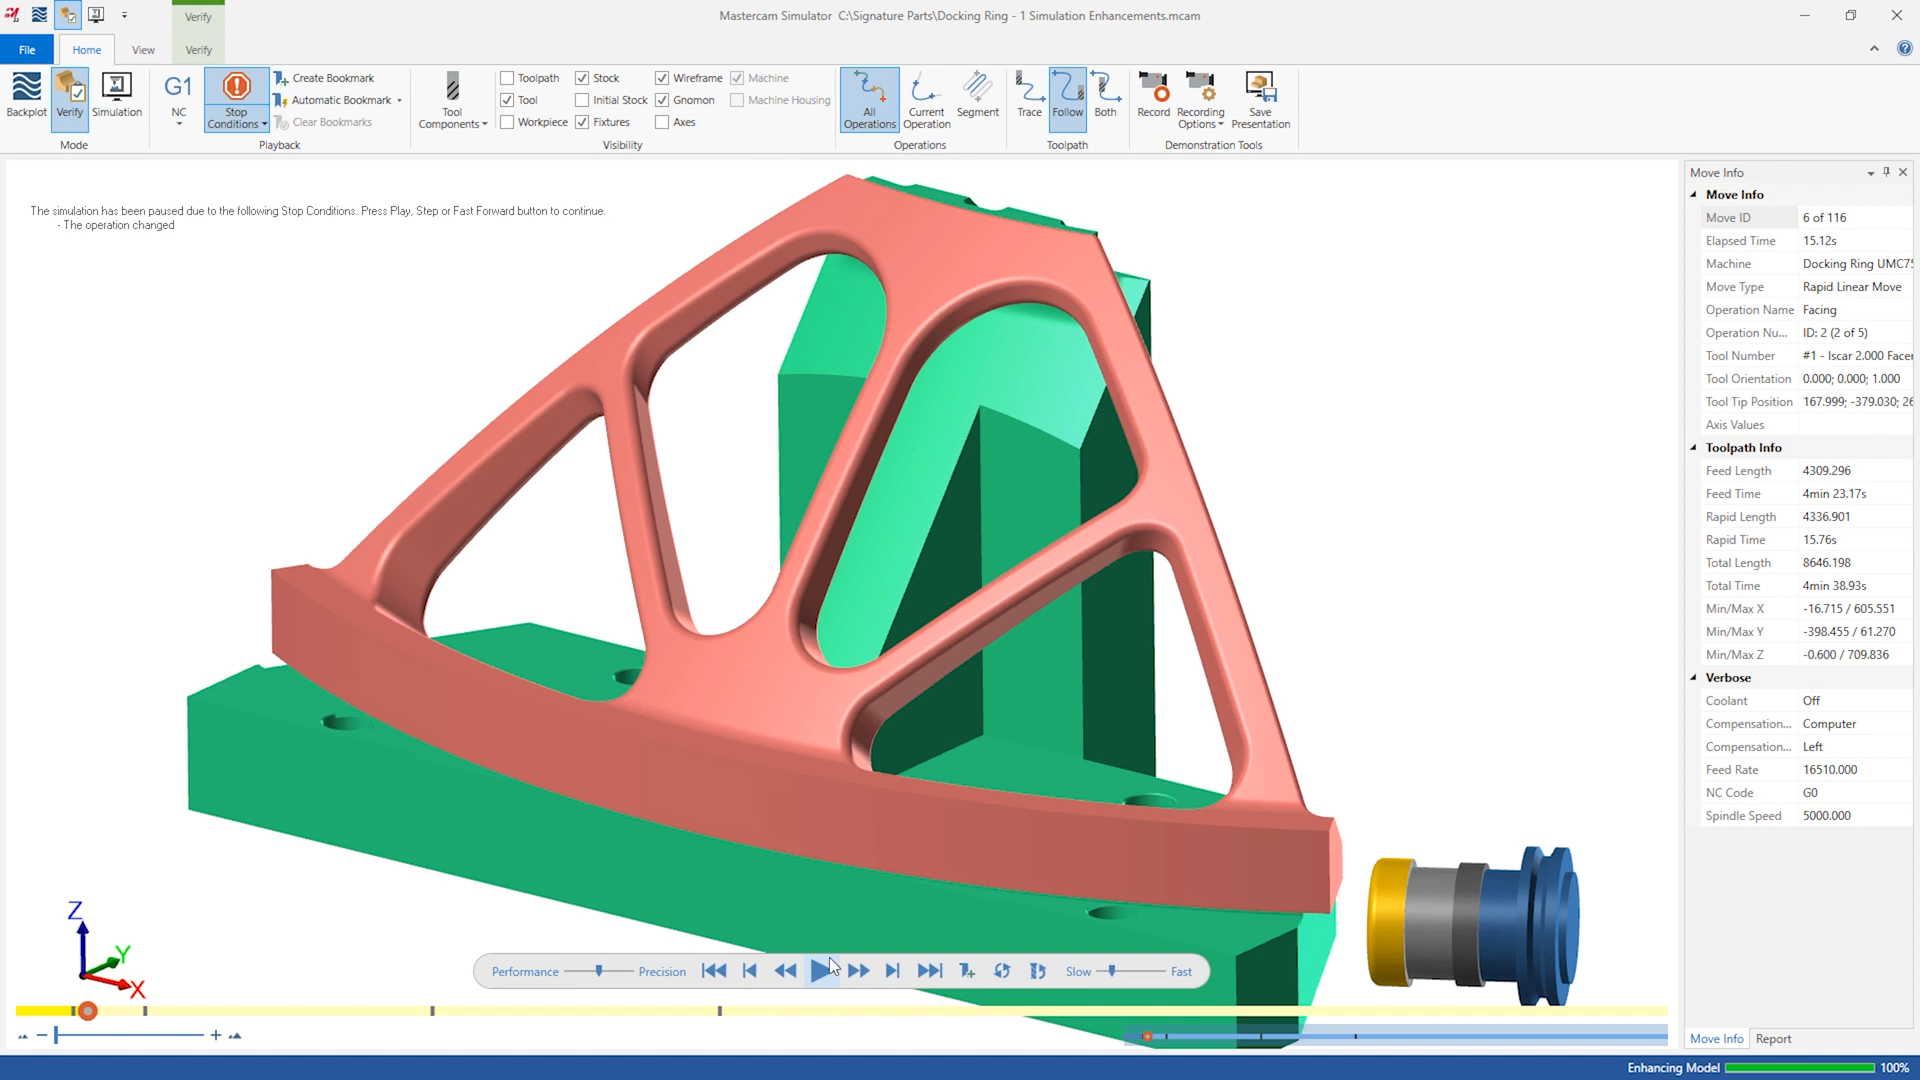 Verify
Mastercam Simulator C:\Signature Parts\Docking Ring - 1 Simulation Enhancements.mcam
File
Home
View
Verify
Backplot
Verify
Simulation
Mode
G1
NC
Stop
Conditions
Create Bookmark
Automatic Bookmark
Clear Bookmarks
Playback
Tool
Components
Toolpath
Stock
Wireframe
Machine
Tool
Initial Stock
Gnomon
Machine Housing
Workpiece
Fixtures
Axes
Visibility
All
Operations
Current
Operation
Segment
Operations
Trace
Follow
Both
Toolpath
Record
Recording
Options
Save
Presentation
Demonstration Tools
The simulation has been paused due to the following Stop Conditions. Press Play, Step or Fast Forward button to continue.
- The operation changed
Move Info
Move Info
Move ID 6 of 116
Elapsed Time 15.12s
Machine Docking Ring UMC75
Move Type Rapid Linear Move
Operation Name Facing
Operation Nu... ID: 2 (2 of 5)
Tool Number #1 - Iscar 2.000 Facer
Tool Orientation 0.000; 0.000; 1.000
Tool Tip Position 167.999; -379.030; 26
Axis Values
Toolpath Info
Feed Length 4309.296
Feed Time 4min 23.17s
Rapid Length 4336.901
Rapid Time 15.76s
Total Length 8646.198
Total Time 4min 38.93s
Min/Max X -16.715 / 605.551
Min/Max Y -398.455 / 61.270
Min/Max Z -0.600 / 709.836
Verbose
Coolant Off
Compensation... Computer
Compensation... Left
Feed Rate 16510.000
NC Code G0
Spindle Speed 5000.000
Z
Y
X
Performance
Precision
Slow
Fast
Move Info
Report
Enhancing Model
100%